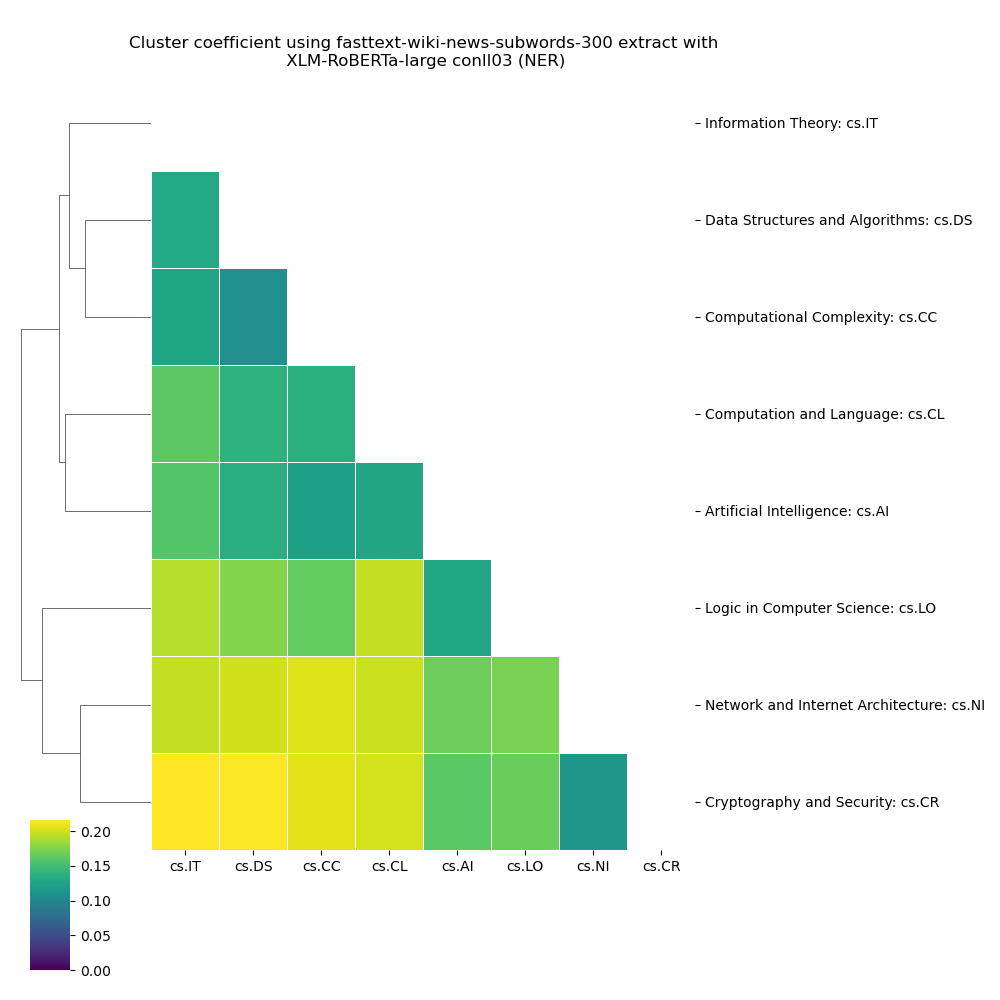 Cluster coefficient using fasttext-wiki-news-subwords-300 extract with
XLM-RoBERTa-large conll03 (NER)
Information Theory: cs.IT
Data Structures and Algorithms: cs.DS
Computational Complexity: cs.CC
Computation and Language: cs.CL
Artificial Intelligence: cs.AI
Logic in Computer Science: cs.LO
Network and Internet Architecture: cs.NI
Cryptography and Security: cs.CR
cs.IT cs.DS cs.CC cs.CL cs.AI cs.LO cs.NI cs.CR
0.20
0.15
0.10
0.05
0.00